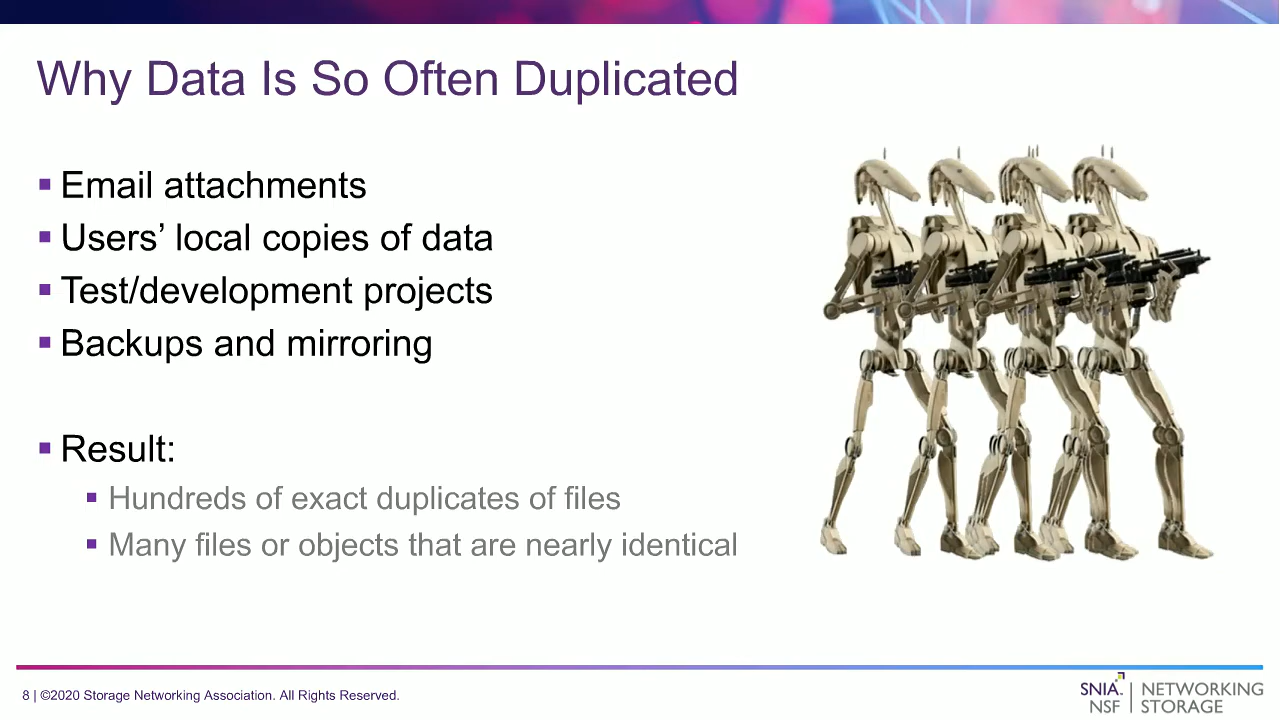 Why Data Is So Often Duplicated
Email attachments
Users’ local copies of data
Test/development projects
Backups and mirroring
Result:
Hundreds of exact duplicates of files
Many files or objects that are nearly identical
8 | ©2020 Storage Networking Association. All Rights Reserved.
SNIA. | NETWORKING
NSF | STORAGE